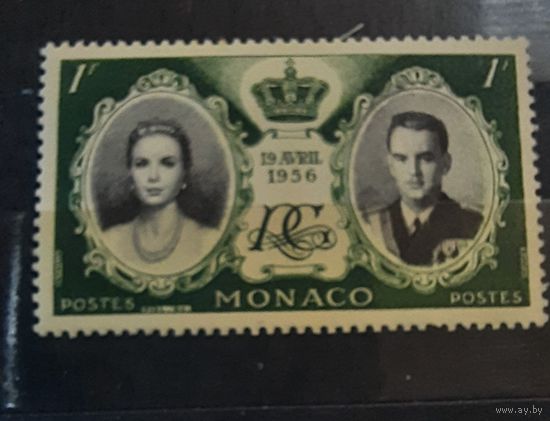 1F
1F
19 AVRIL
1956
RG
POSTES MONACO POSTES
www.ay.by